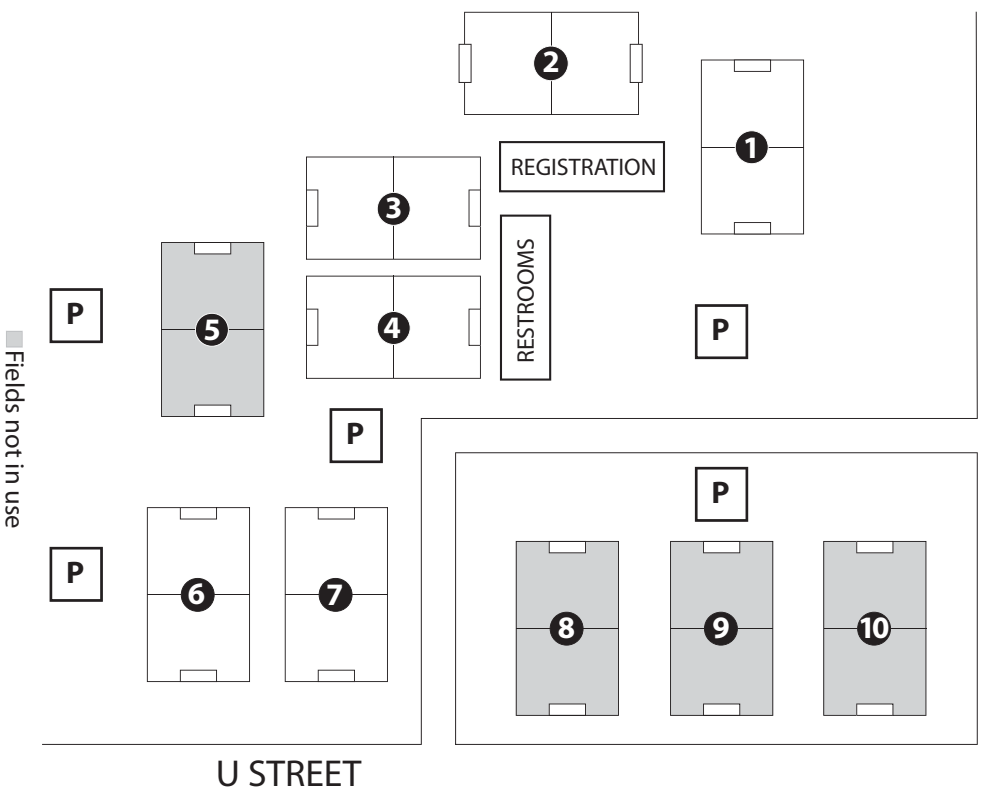 2
1
REGISTRATION
3
RESTROOMS
5
4
P
P
Fields not in use
P
P
P
6
7
8
9
10
U STREET